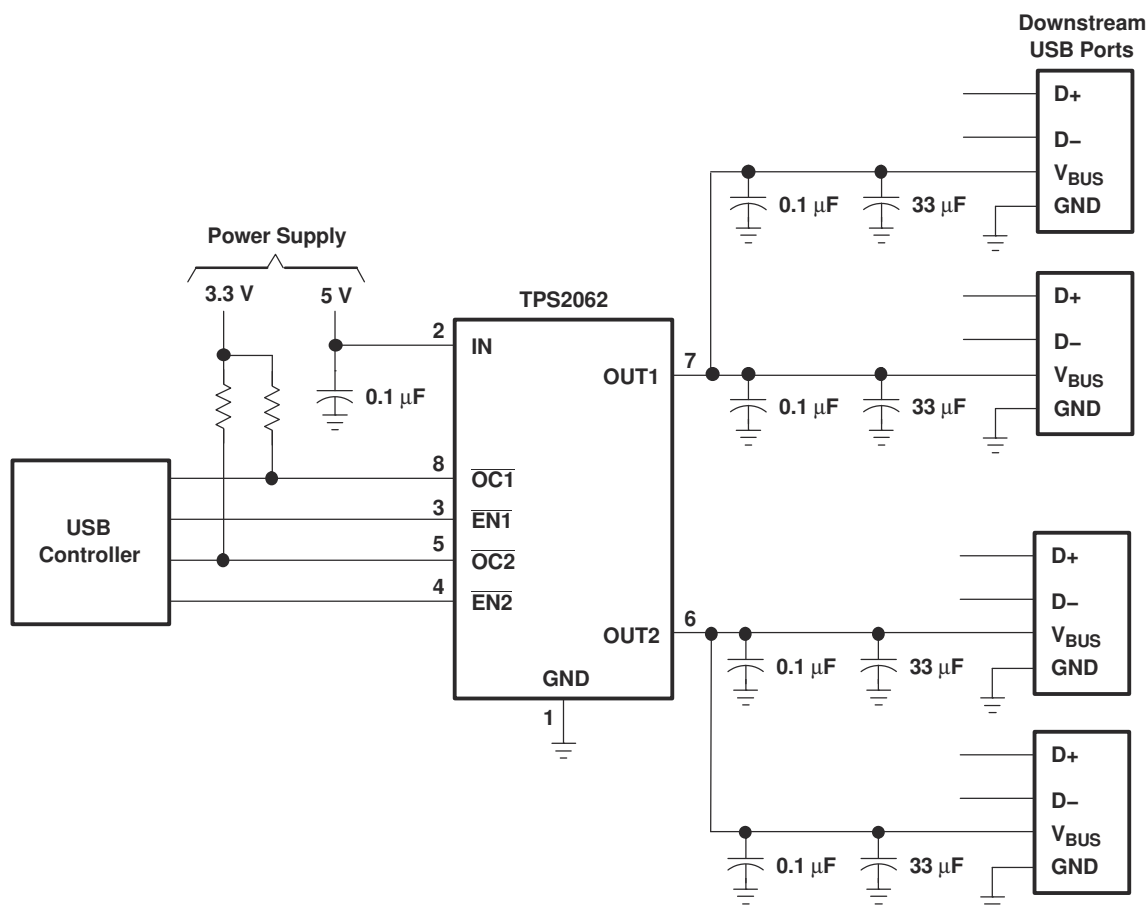 Downstream
USB Ports
D+
D−
VBUS
GND
0.1 μF
33 μF
Power Supply
3.3 V
5 V
TPS2062
2
IN
0.1 μF
OUT1
7
D+
D−
VBUS
GND
0.1 μF
33 μF
USB
Controller
8
OC1
3
EN1
5
OC2
4
EN2
OUT2
6
GND
1
D+
D−
VBUS
GND
0.1 μF
33 μF
D+
D−
VBUS
GND
0.1 μF
33 μF